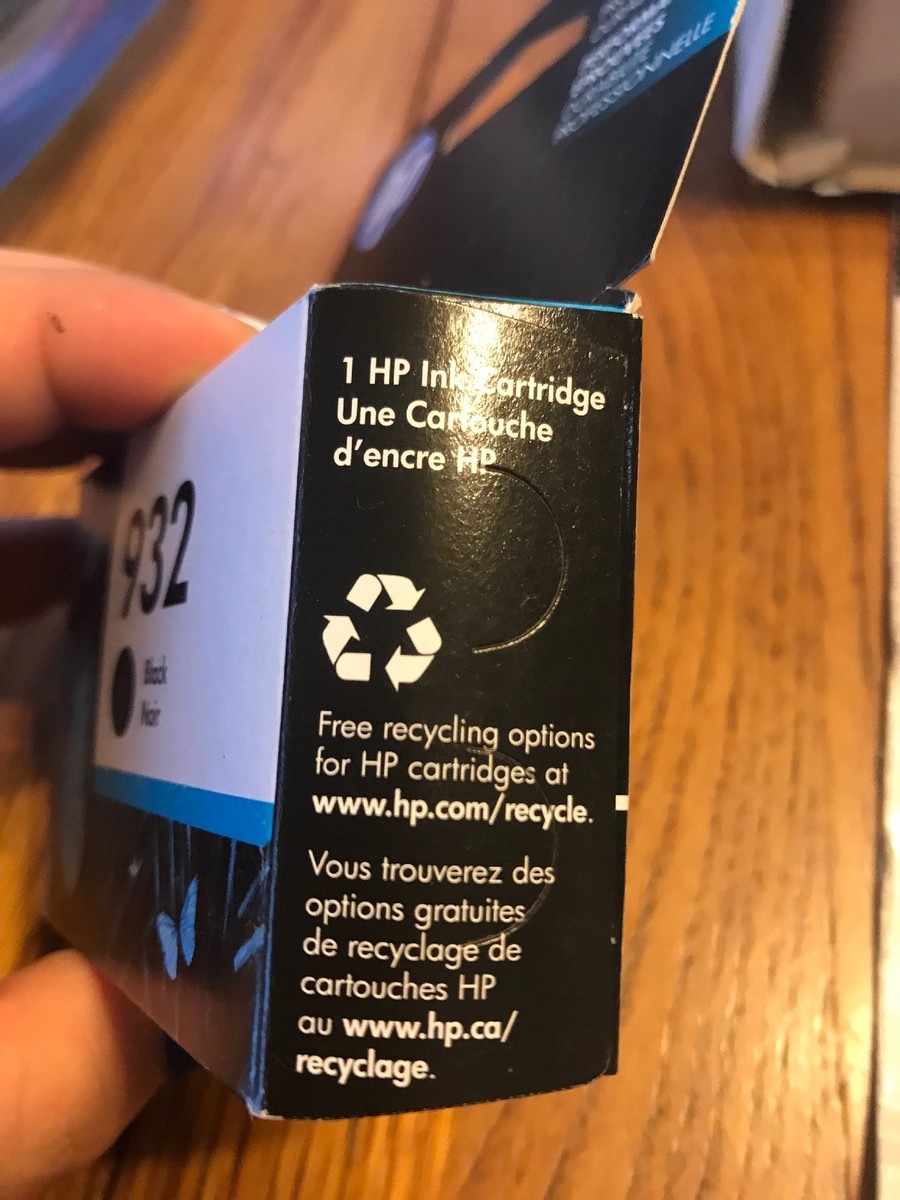 PROFESSIONNELLE
1 HP Ink Cartridge
Une Cartouche
d'encre HP
932
Black
Noir
Free recycling options
for HP cartridges at
www.hp.com/recycle.
Vous trouverez des
options gratuites
de recyclage de
cartouches HP
au www.hp.ca/
recyclage.